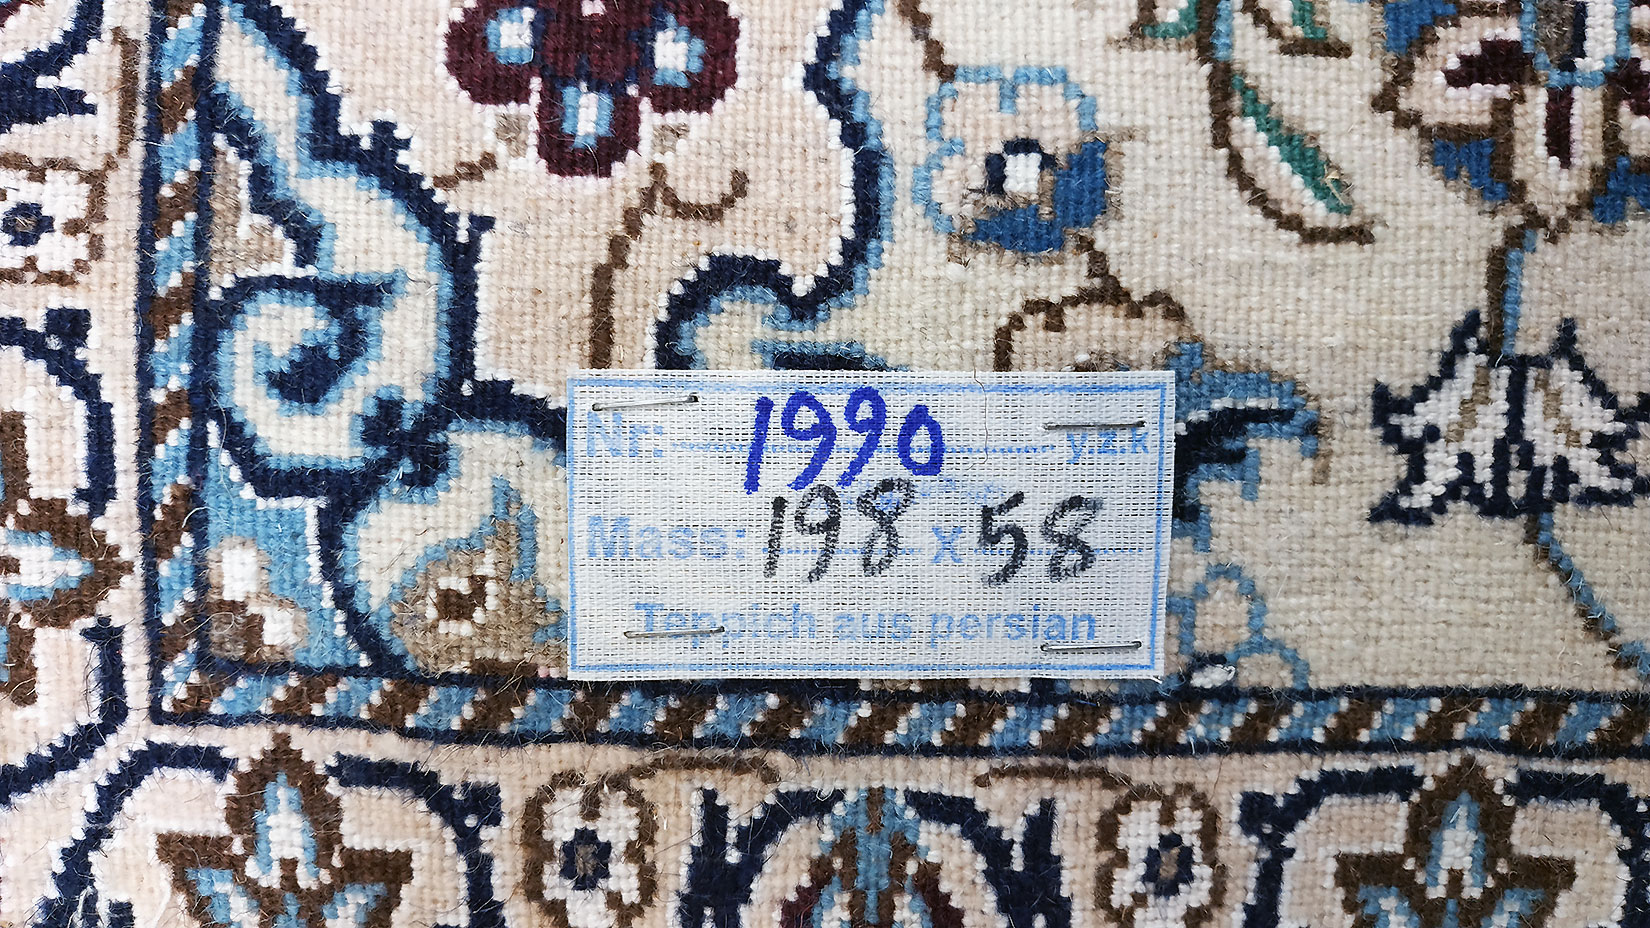 Nr: 1990 y.z.k
Mass: 198 x 58
Teppich aus persian